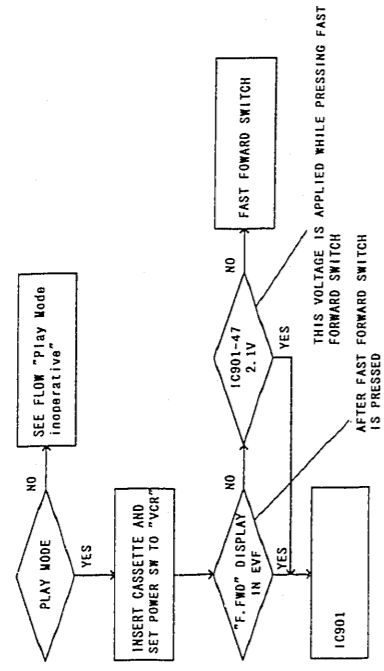 PLAY MODE
NO
SEE FLOW "Play Mode
inoperative"
YES
INSERT CASSETTE AND
SET POWER SW TO "VCR"
"F.FWD" DISPLAY
IN EVF
NO
IC901-47
2.1V
NO
FAST FOWARD SWITCH
YES
YES
IC901
AFTER FAST FORWARD SWITCH
IS PRESSED
THIS VOLTAGE IS APPLIED WHILE PRESSING FAST
FORWARD SWITCH